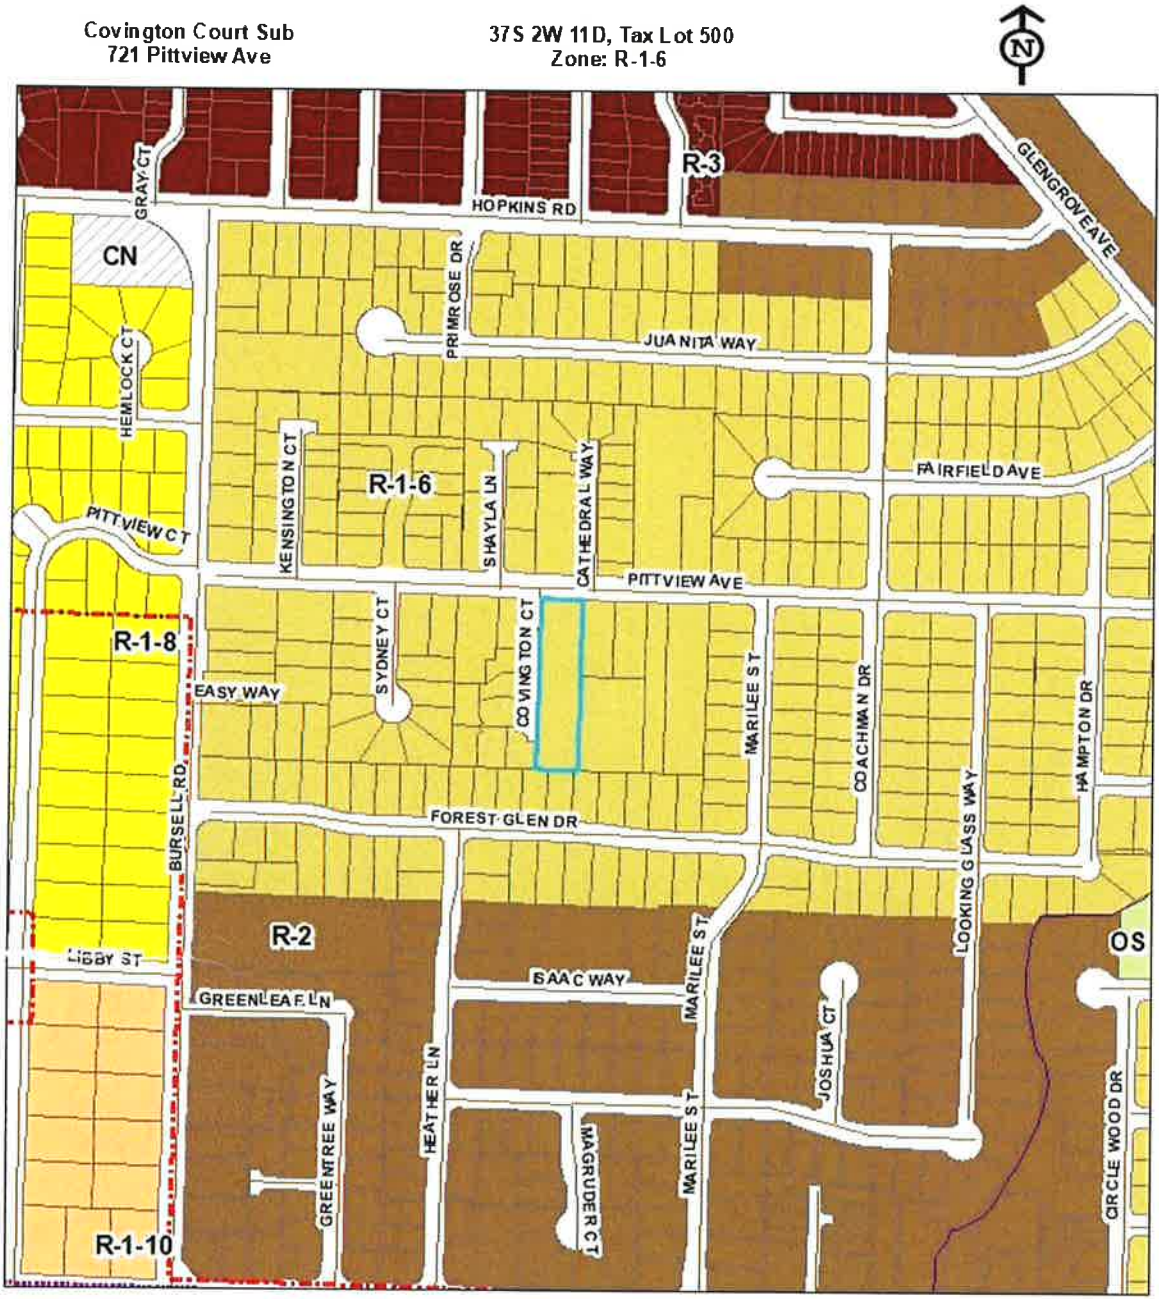 Covington Court Sub
721 Pittview Ave
37S 2W 11D, Tax Lot 500
Zone: R-1-6
N
GRAY CT
R-3
GLENGROVE AVE
HOPKINS RD
CN
PRIMROSE DR
HEMLOCK CT
JUANITA WAY
KENSINGTON CT
R-1-6
SHAYLA LN
CATHEDRAL WAY
FAIRFIELD AVE
PITTVIEW CT
PITTVIEW AVE
R-1-8
SYDNEY CT
COVINGTON CT
EASY WAY
MARILEE ST
COACHMAN DR
HAMPTON DR
BURSELL RD
FOREST GLEN DR
LOOKING GLASS WAY
R-2
OS
LIBBY ST
ISAAC WAY
MARILEE ST
GREENLEAF LN
JOSHUA CT
HEATHER LN
GREENTREE WAY
MAGRUDER CT
MARILEE ST
CIRCLE WOOD DR
R-1-10